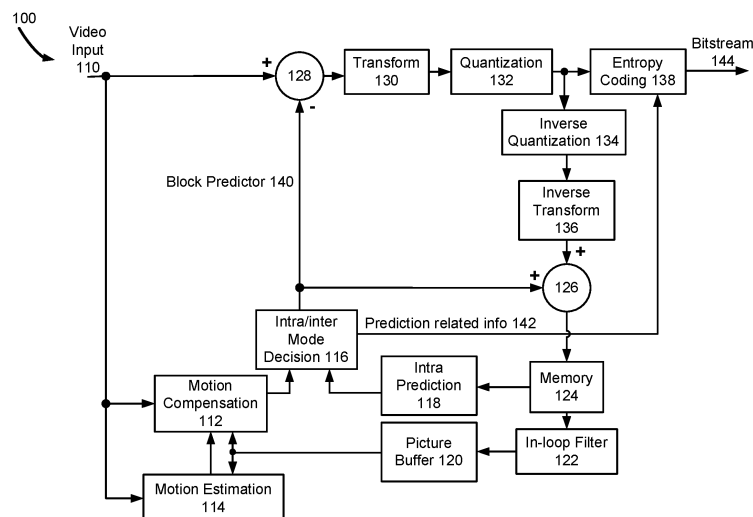 100
Video
Input
110
+
128
-
Transform
130
Quantization
132
Entropy
Coding 138
Bitstream
144
Inverse
Quantization 134
Block Predictor 140
Inverse
Transform
136
+
+
126
Intra/inter
Mode
Decision 116
Prediction related info 142
Motion
Compensation
112
Intra
Prediction
118
Memory
124
Picture
Buffer 120
In-loop Filter
122
Motion Estimation
114